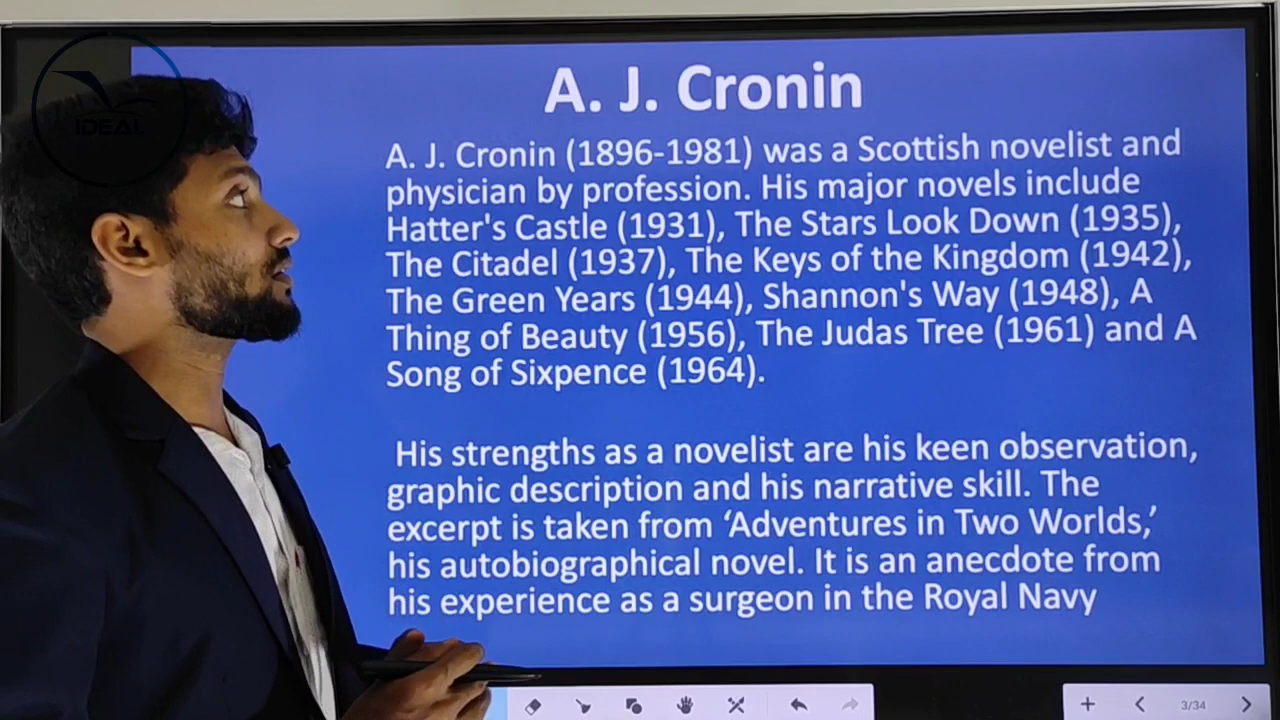 IDEAL
A. J. Cronin
A. J. Cronin (1896-1981) was a Scottish novelist and
physician by profession. His major novels include
Hatter's Castle (1931), The Stars Look Down (1935),
The Citadel (1937), The Keys of the Kingdom (1942),
The Green Years (1944), Shannon's Way (1948), A
Thing of Beauty (1956), The Judas Tree (1961) and A
Song of Sixpence (1964).
His strengths as a novelist are his keen observation,
graphic description and his narrative skill. The
excerpt is taken from ‘Adventures in Two Worlds,’
his autobiographical novel. It is an anecdote from
his experience as a surgeon in the Royal Navy
3/34